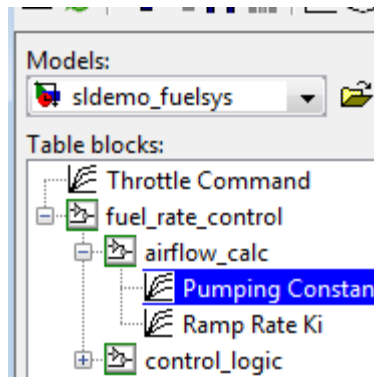 Models:
sldemo_fuelsys
Table blocks:
Throttle Command
fuel_rate_control
airflow_calc
Pumping Constan
Ramp Rate Ki
control_logic